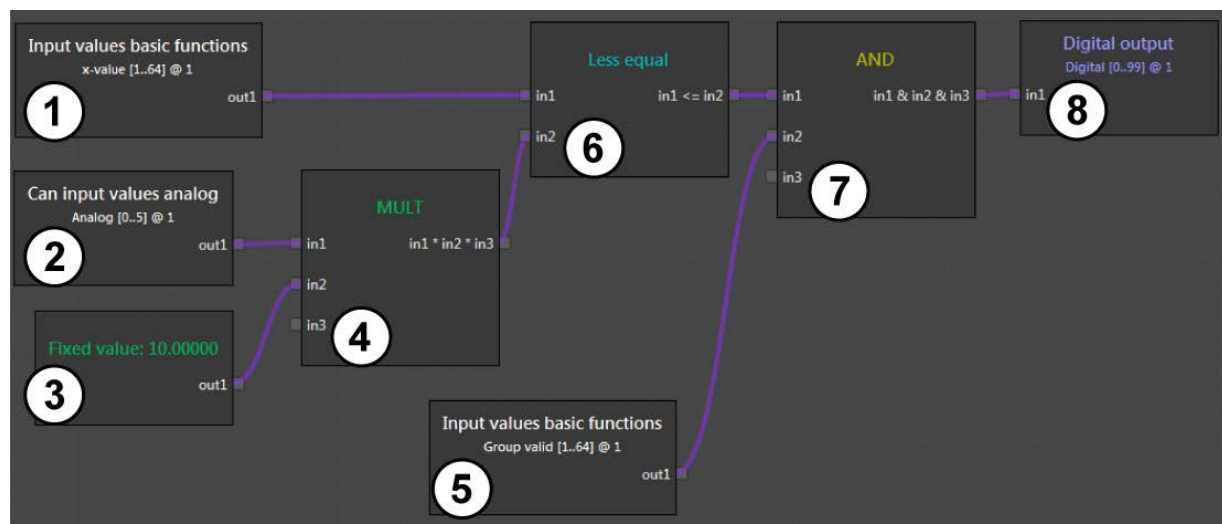 Input values basic functions
x-value [1..64] @ 1
out1
1
Can input values analog
Analog [0..5] @ 1
out1
2
Fixed value: 10.00000
out1
3
MULT
in1
in1 * in2 * in3
in2
in3
4
Input values basic functions
Group valid [1..64] @ 1
out1
5
Less equal
in1
in1 <= in2
in2
6
AND
in1
in1 & in2 & in3
in2
in3
7
Digital output
Digital [0..99] @ 1
in1
8